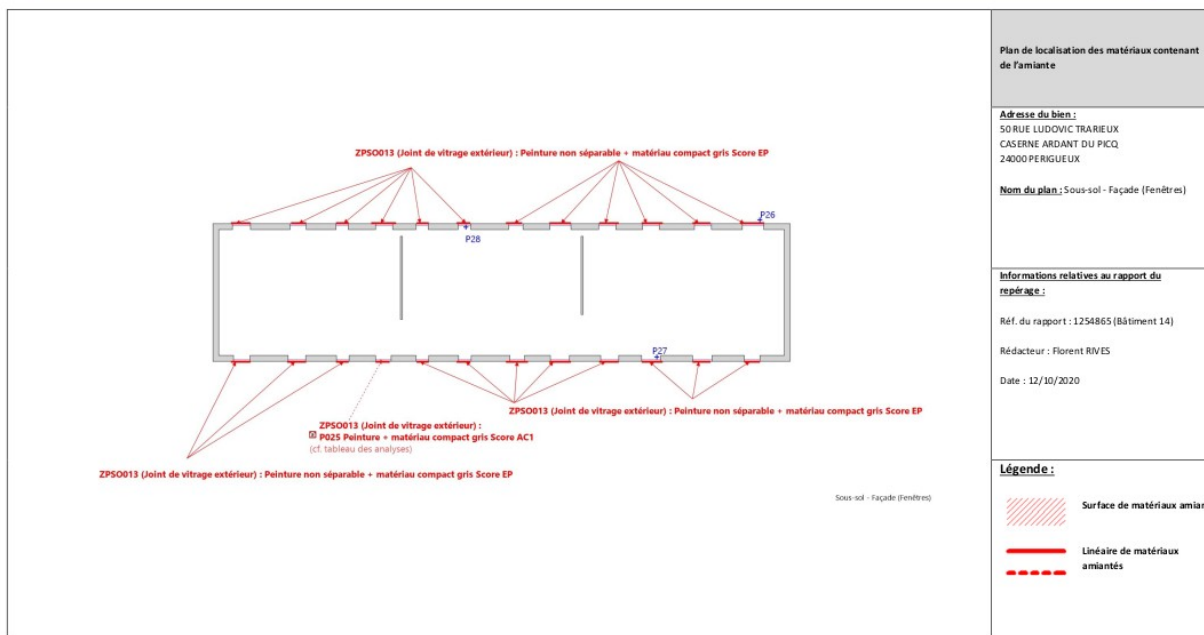 ZPSO013 (Joint de vitrage extérieur) : Peinture non séparable + matériau compact gris Score EP
P26
P28
P27
ZPSO013 (Joint de vitrage extérieur) : Peinture non séparable + matériau compact gris Score EP
ZPSO013 (Joint de vitrage extérieur) :
P025 Peinture + matériau compact gris Score AC1
(cf. tableau des analyses)
ZPSO013 (Joint de vitrage extérieur) : Peinture non séparable + matériau compact gris Score EP
Sous-sol - Façade (Fenêtres)
Plan de localisation des matériaux contenant
de l'amiante
Adresse du bien :
50 RUE LUDOVIC TRARIEUX
CASERNE ARDANT DU PICQ
24000 PERIGUEUX
Nom du plan : Sous-sol - Façade (Fenêtres)
Informations relatives au rapport du
repérage :
Réf. du rapport : 1254865 (Bâtiment 14)
Rédacteur : Florent RIVES
Date : 12/10/2020
Légende :
Surface de matériaux amian
Linéaire de matériaux
amiantés